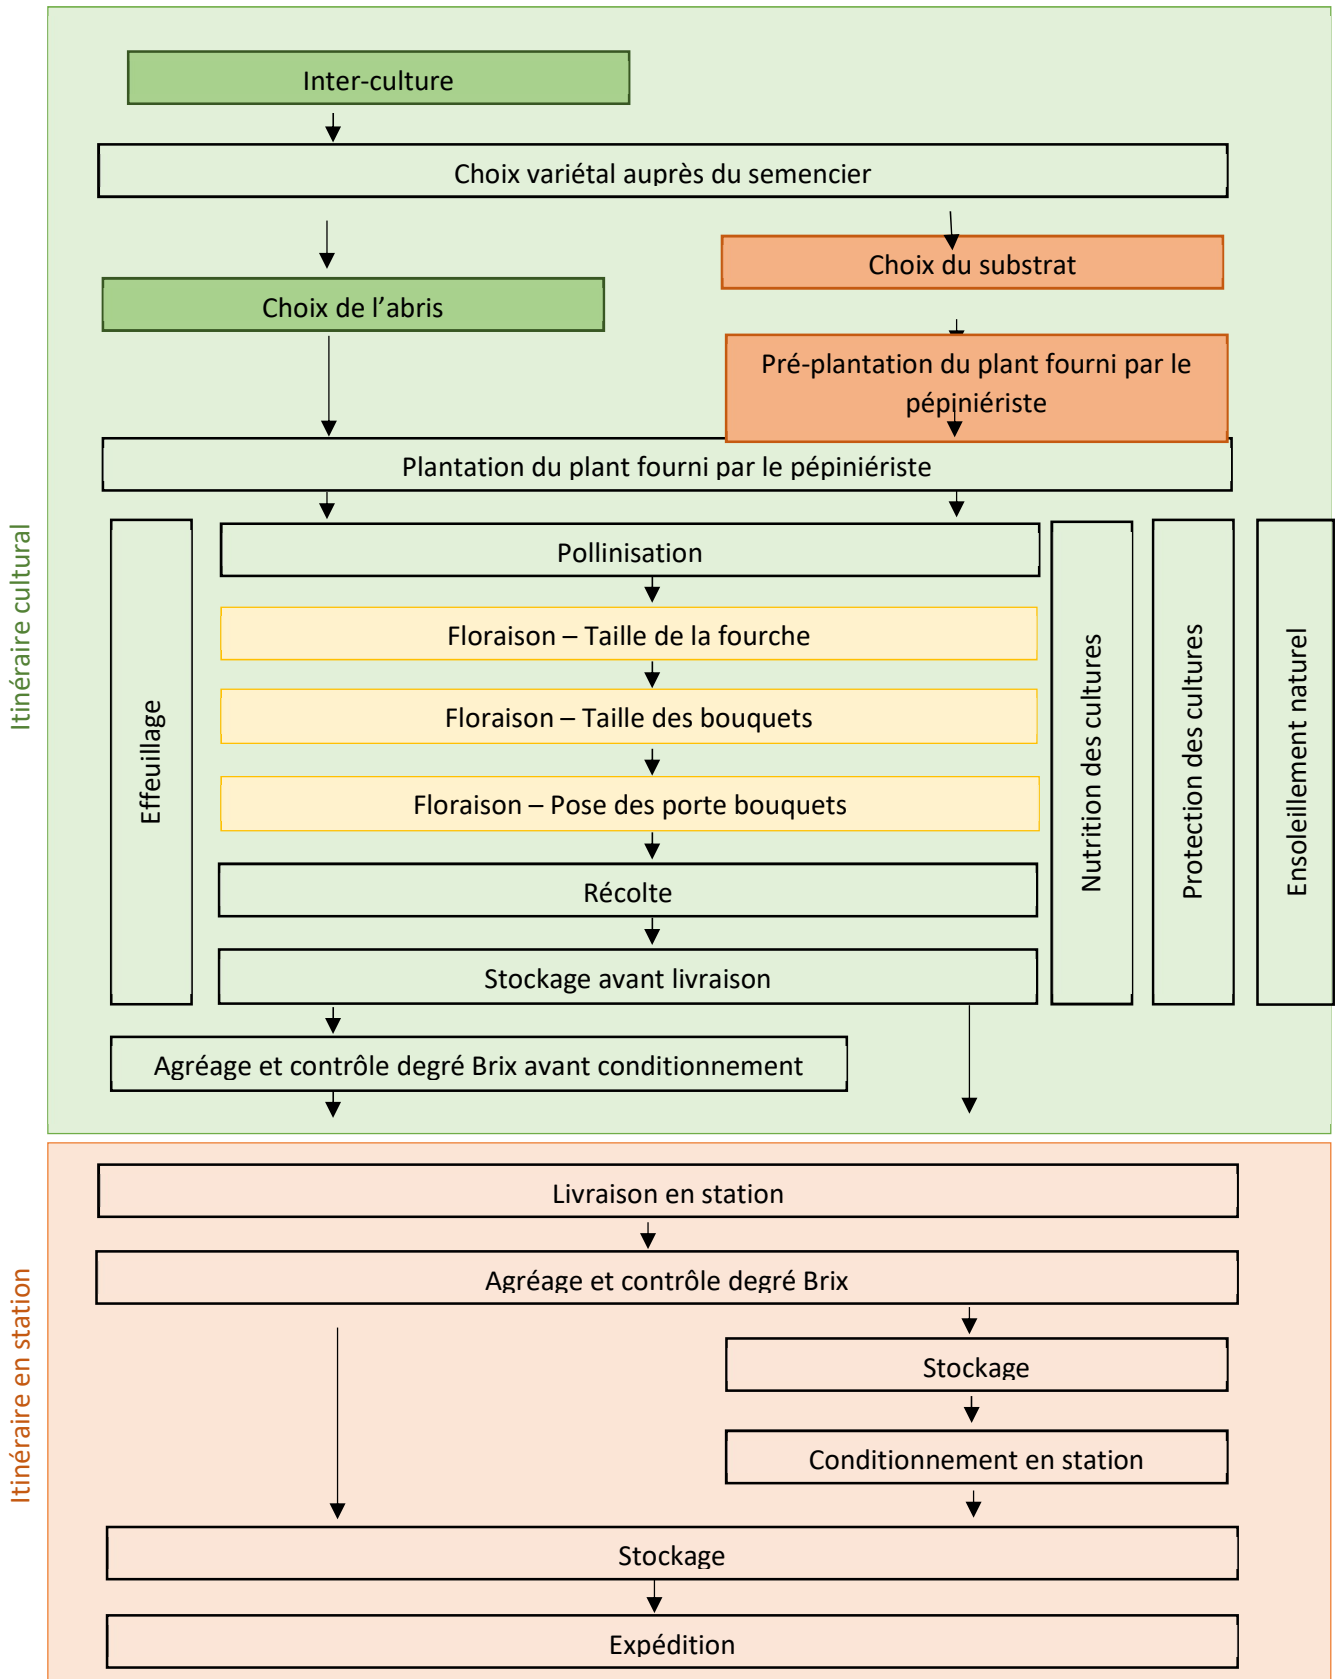 Inter-culture
Choix variétal auprès du semencier
Choix du substrat
Choix de l'abris
Pré-plantation du plant fourni par le
pépiniériste
Plantation du plant fourni par le pépiniériste
Itinéraire cultural
Effeuillage
Pollinisation
Floraison – Taille de la fourche
Floraison – Taille des bouquets
Floraison – Pose des porte bouquets
Récolte
Stockage avant livraison
Nutrition des cultures
Protection des cultures
Ensoleillement naturel
Agréage et contrôle degré Brix avant conditionnement
Itinéraire en station
Livraison en station
Agréage et contrôle degré Brix
Stockage
Conditionnement en station
Stockage
Expédition